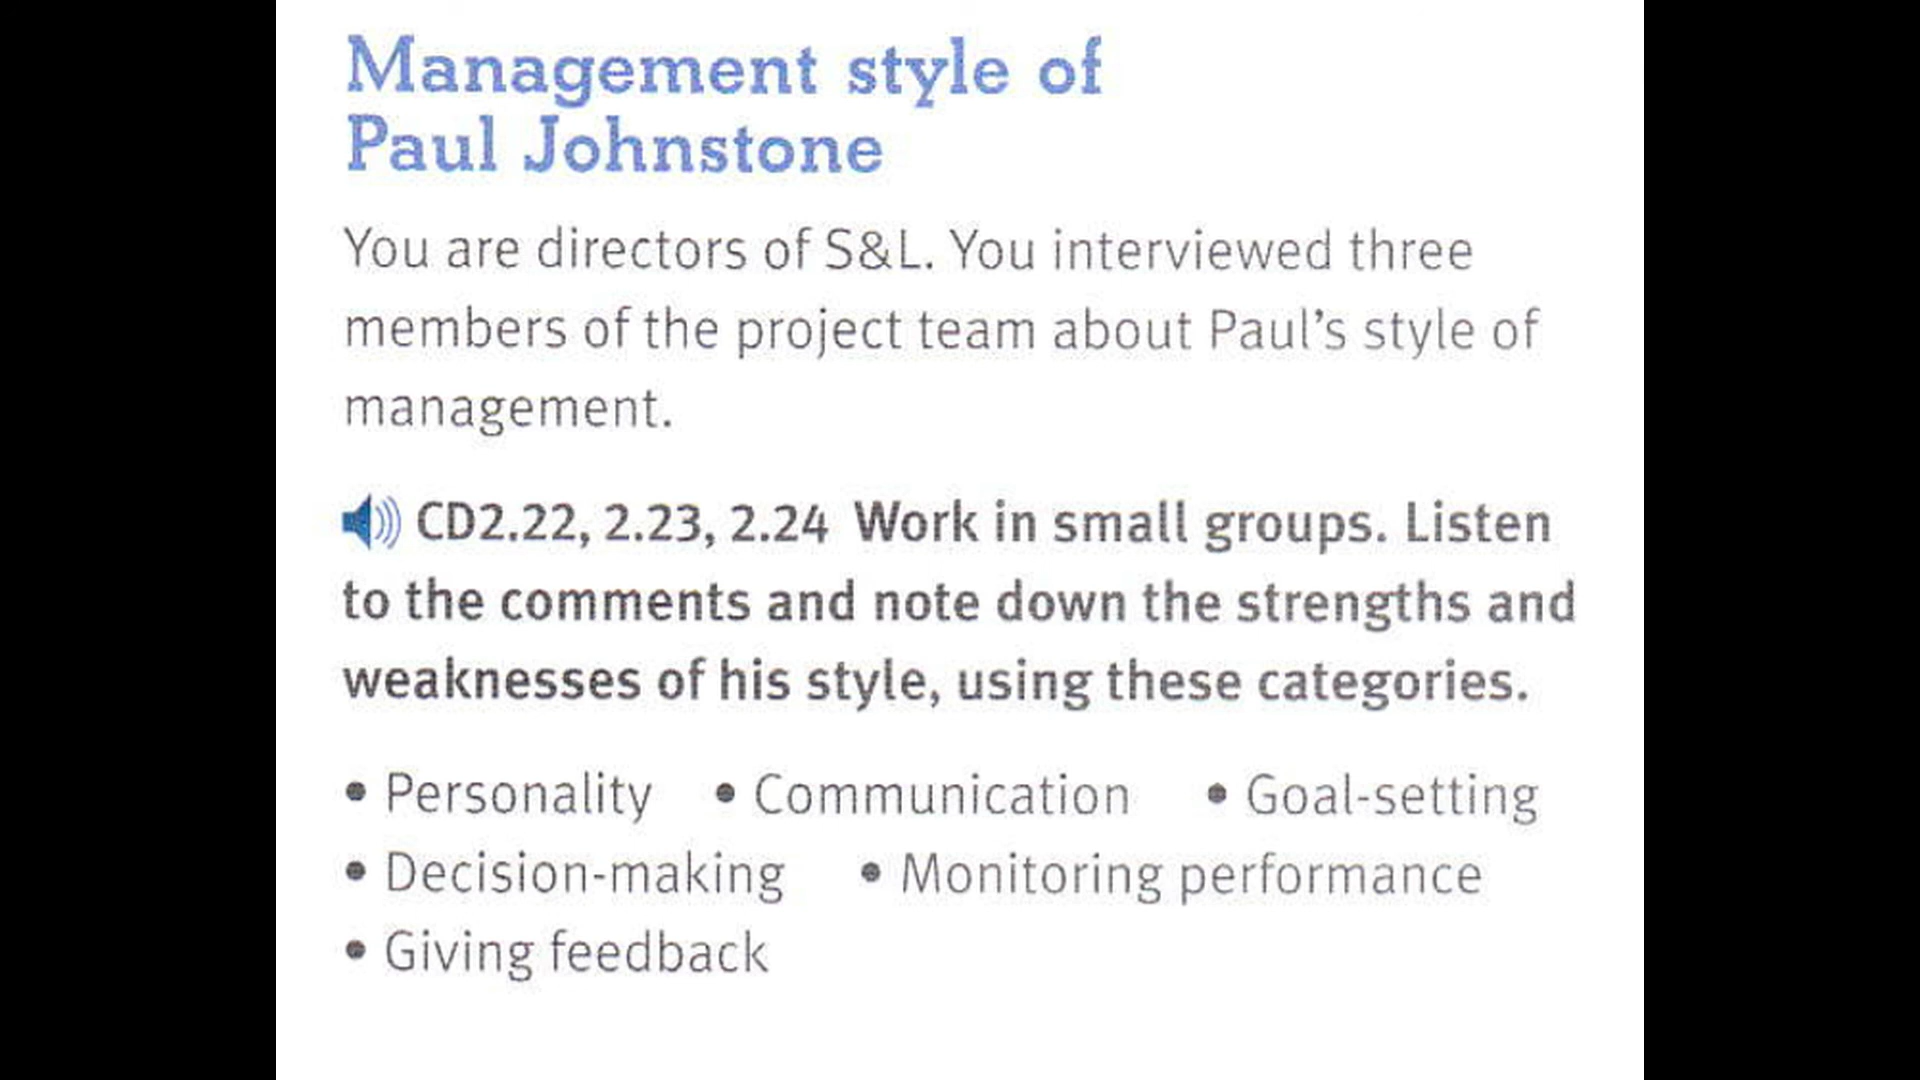 Management style of
Paul Johnstone
You are directors of S&L. You interviewed three
members of the project team about Paul's style of
management.
CD2.22, 2.23, 2.24 Work in small groups. Listen
to the comments and note down the strengths and
weaknesses of his style, using these categories.
• Personality • Communication • Goal-setting
• Decision-making • Monitoring performance
• Giving feedback